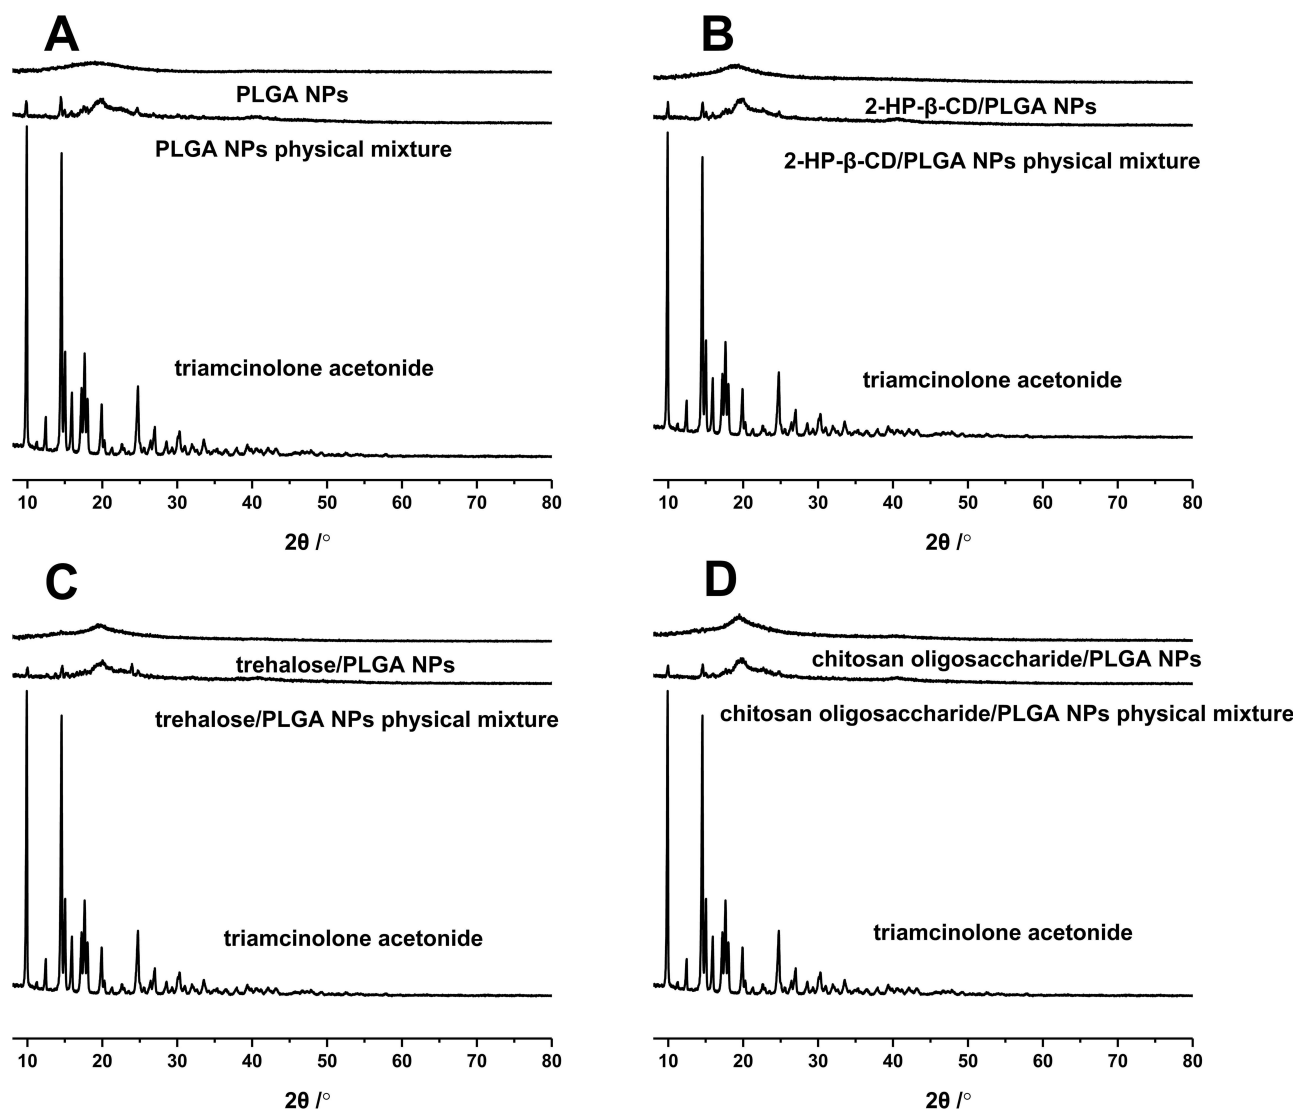 A
PLGA NPs
PLGA NPs physical mixture
triamcinolone acetonide
10 20 30 40 50 60 70 80
2θ /°
B
2-HP-β-CD/PLGA NPs
2-HP-β-CD/PLGA NPs physical mixture
triamcinolone acetonide
10 20 30 40 50 60 70 80
2θ /°
C
trehalose/PLGA NPs
trehalose/PLGA NPs physical mixture
triamcinolone acetonide
10 20 30 40 50 60 70 80
2θ /°
D
chitosan oligosaccharide/PLGA NPs
chitosan oligosaccharide/PLGA NPs physical mixture
triamcinolone acetonide
10 20 30 40 50 60 70 80
2θ /°